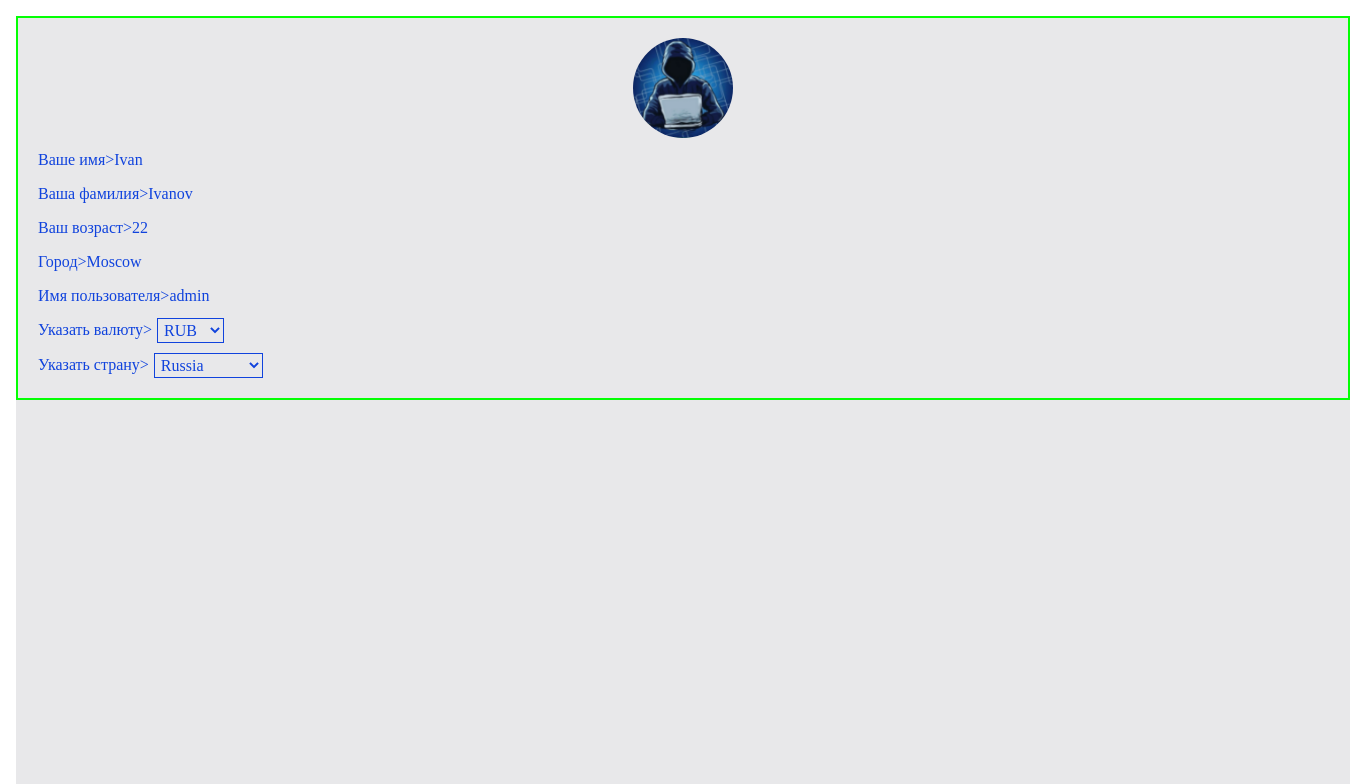 Ваше имя>Ivan
Ваша фамилия>Ivanov
Ваш возраст>22
Город>Moscow
Имя пользователя>admin
Указать валюту> RUB
Указать страну> Russia